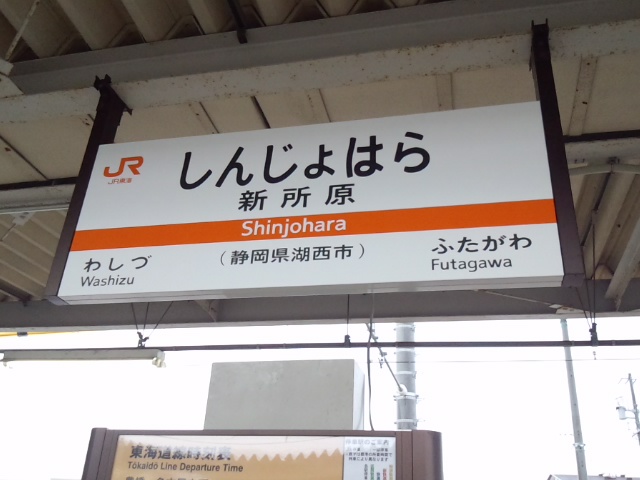 JR
JR東海
しんじょはら
新所原
Shinjohara
わしづ
Washizu
（静岡県湖西市）
ふたがわ
Futagawa
東海道線時刻表
Tōkaidō Line Departure Time